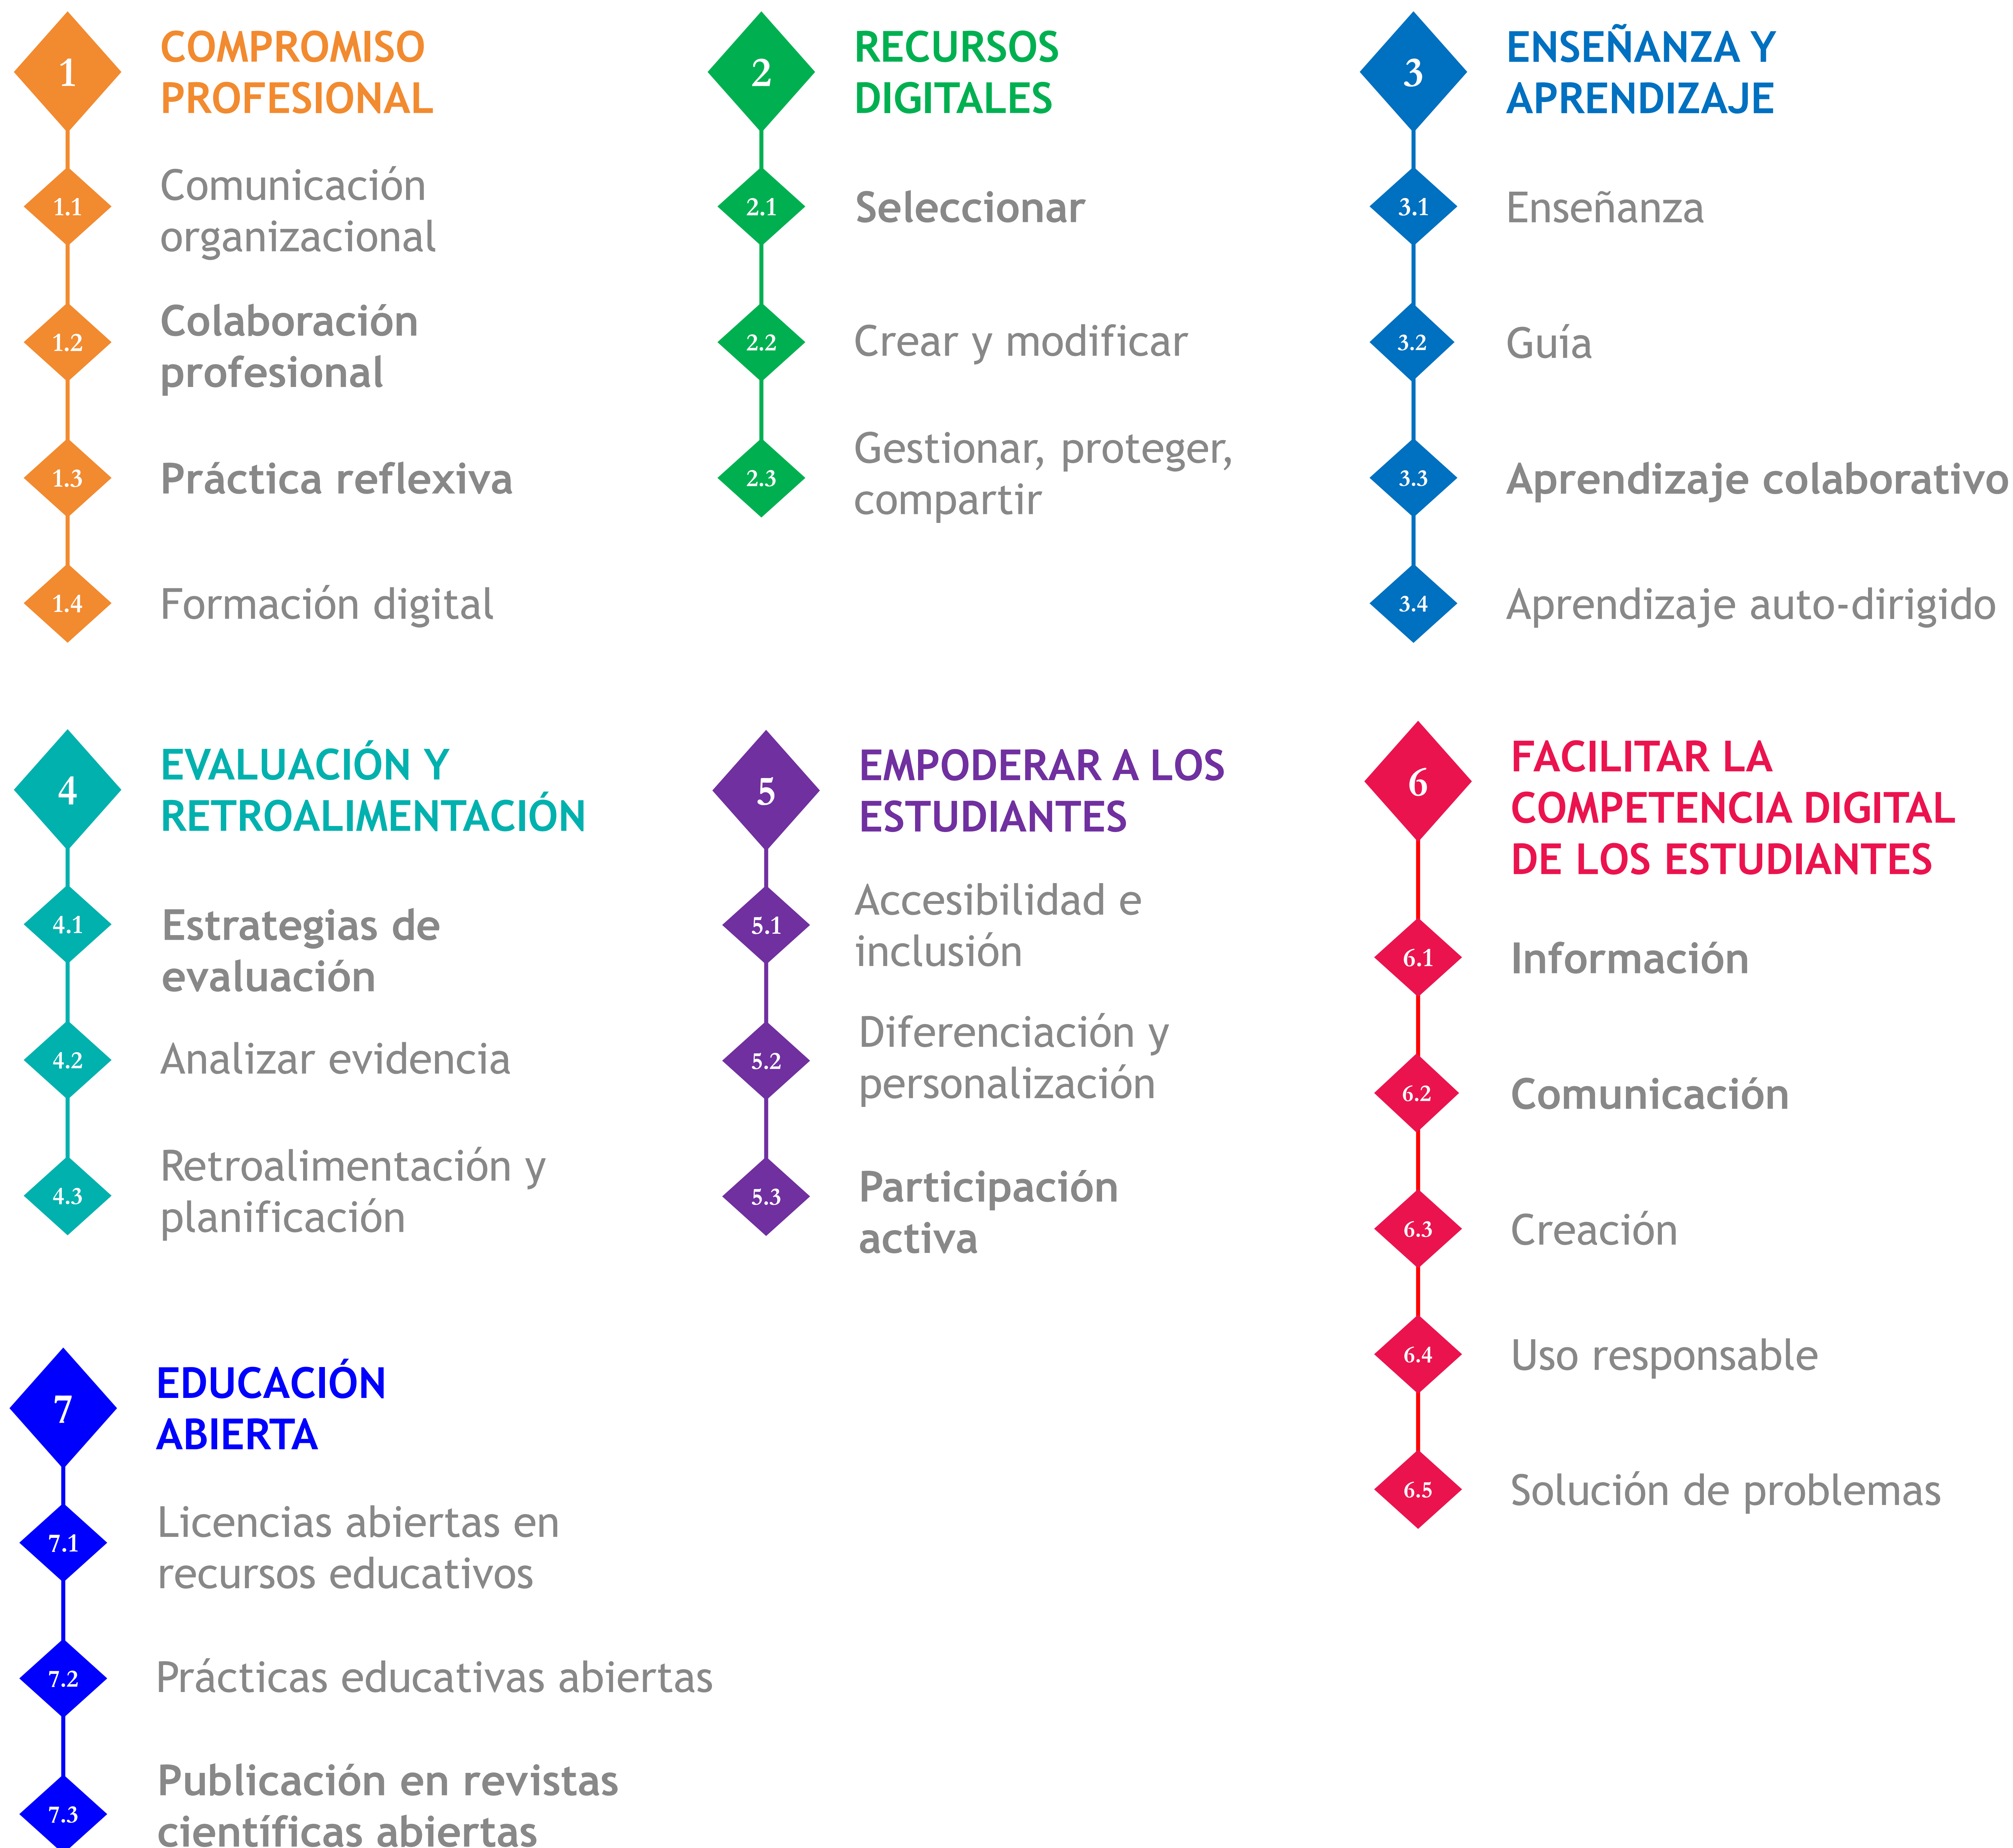 1
COMPROMISO
PROFESIONAL
1.1
Comunicación
organizacional
1.2
Colaboración
profesional
1.3
Práctica reflexiva
1.4
Formación digital
2
RECURSOS
DIGITALES
2.1
Seleccionar
2.2
Crear y modificar
2.3
Gestionar, proteger,
compartir
3
ENSEÑANZA Y
APRENDIZAJE
3.1
Enseñanza
3.2
Guía
3.3
Aprendizaje colaborativo
3.4
Aprendizaje auto-dirigido
4
EVALUACIÓN Y
RETROALIMENTACIÓN
4.1
Estrategias de
evaluación
4.2
Analizar evidencia
4.3
Retroalimentación y
planificación
5
EMPODERAR A LOS
ESTUDIANTES
5.1
Accesibilidad e
inclusión
5.2
Diferenciación y
personalización
5.3
Participación
activa
6
FACILITAR LA
COMPETENCIA DIGITAL
DE LOS ESTUDIANTES
6.1
Información
6.2
Comunicación
6.3
Creación
6.4
Uso responsable
6.5
Solución de problemas
7
EDUCACIÓN
ABIERTA
7.1
Licencias abiertas en
recursos educativos
7.2
Prácticas educativas abiertas
7.3
Publicación en revistas
científicas abiertas